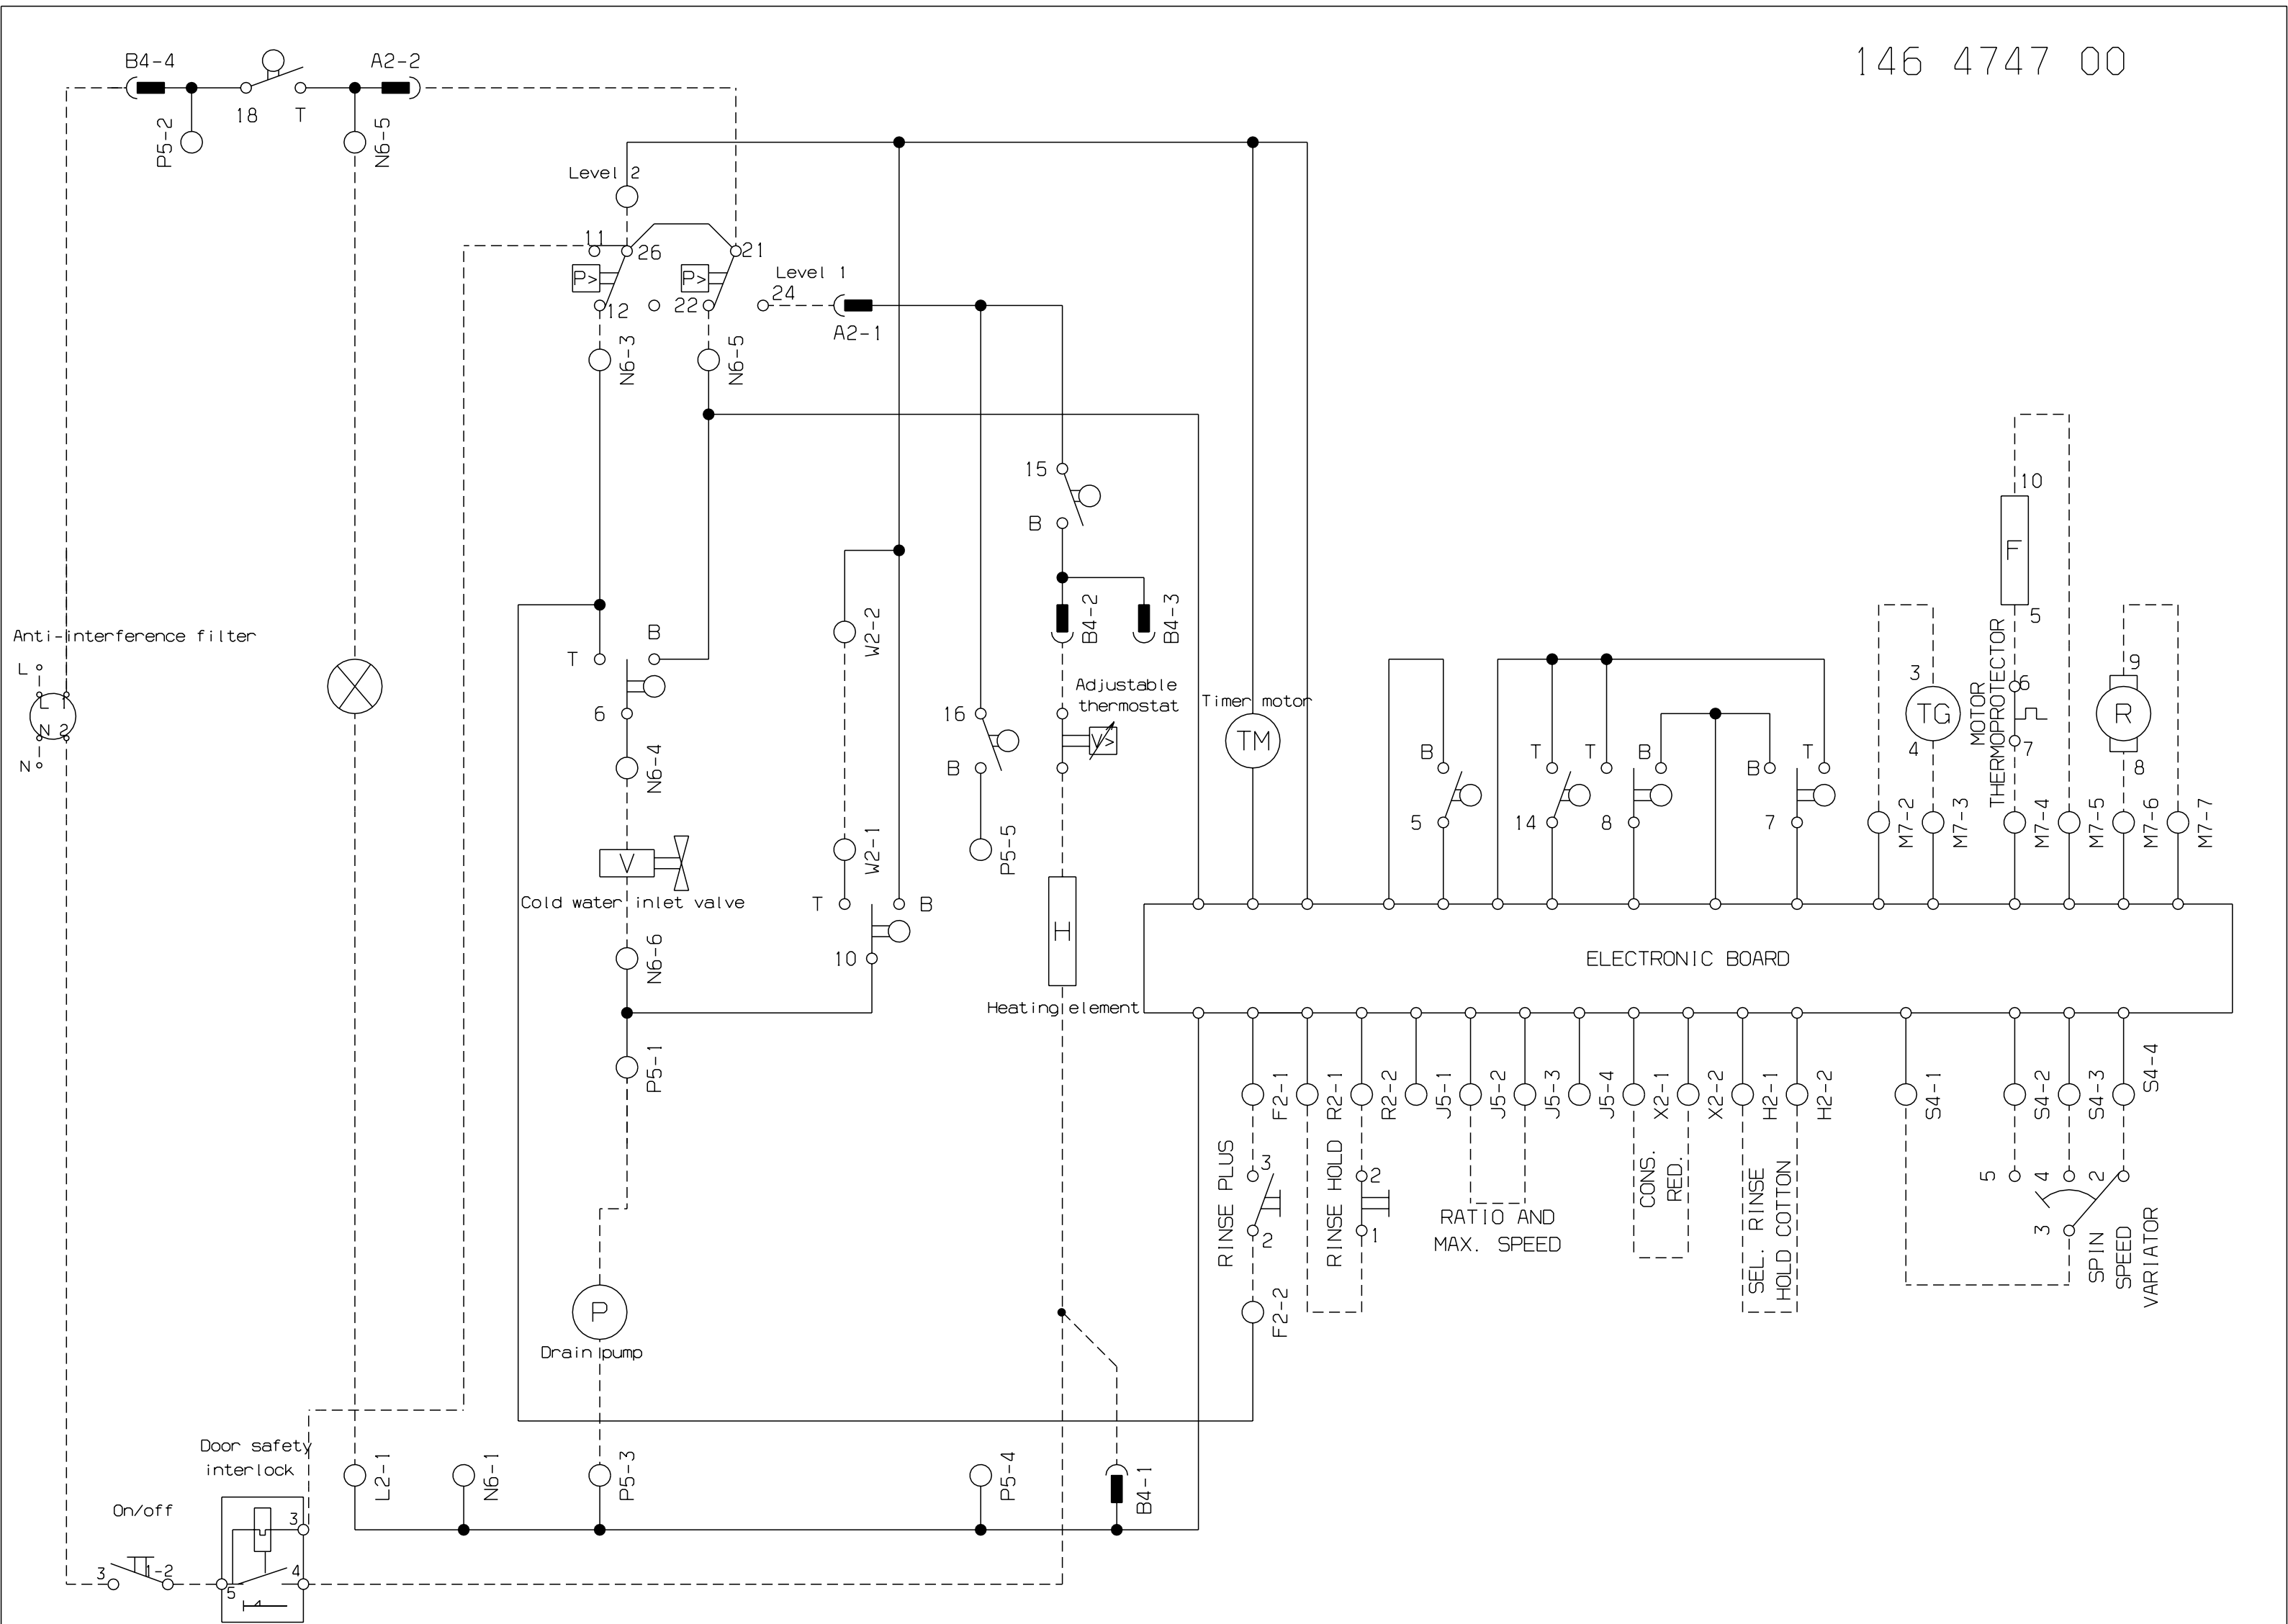 146 4747 00
B4-4
A2-2
18
T
P5-2
N6-5
Level 2
11
26
21
P>
P>
Level 1
24
12
22
A2-1
N6-3
N6-5
15
B
10
F
5
B4-2
B4-3
W2-2
Anti-interference filter
L
L
N 2
N
T
B
6
Adjustable
thermostat
V>
Timer motor
TM
16
B
N6-4
B
5
T
14
T
B
8
B
T
7
3
TG
4
MOTOR
THERMOPROTECTOR
6
7
9
R
8
M7-2
M7-3
M7-4
M7-5
M7-6
M7-7
V
Cold water inlet valve
W2-1
P5-5
T
B
10
H
Heating element
N6-6
ELECTRONIC BOARD
P5-1
F2-1
R2-1
R2-2
J5-1
J5-2
J5-3
J5-4
X2-1
X2-2
H2-1
H2-2
S4-1
S4-2
S4-3
S4-4
RINSE PLUS
3
2
RINSE HOLD
2
1
RATIO AND
MAX. SPEED
CONS.
RED.
SEL. RINSE
HOLD COTTON
5
4
2
3
SPIN
SPEED
VARIATOR
F2-2
P
Drain pump
Door safety
interlock
L2-1
N6-1
P5-3
P5-4
B4-1
On/off
3
1-2
3
4
5